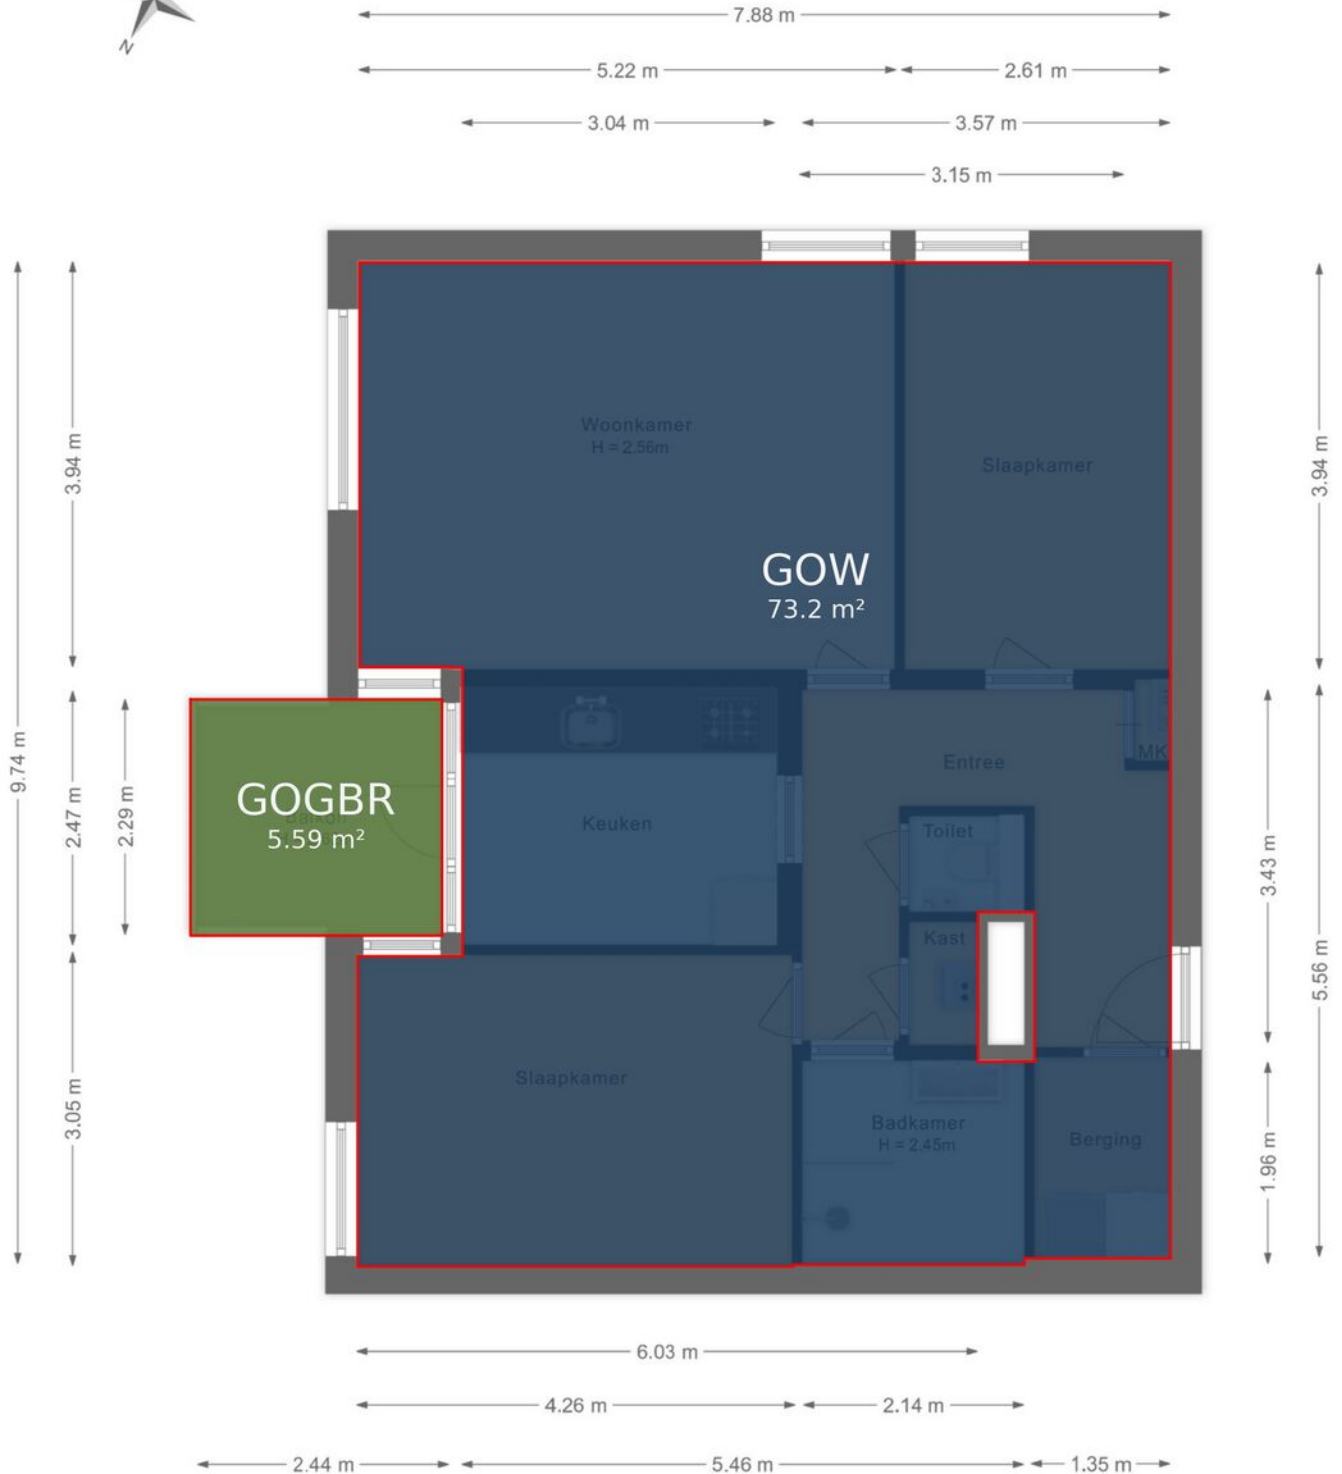 7.88 m
N
5.22 m
2.61 m
3.04 m
3.57 m
3.15 m
Woonkamer
H = 2.56m
Slaapkamer
3.94 m
3.94 m
GOW
73.2 m²
9.74 m
2.47 m
2.29 m
GOGBR
Balkon
5.59 m²
Keuken
Entree
MK
Toilet
Kast
3.43 m
5.56 m
Slaapkamer
3.05 m
Badkamer
H = 2.45m
Berging
1.96 m
6.03 m
4.26 m
2.14 m
2.44 m
5.46 m
1.35 m